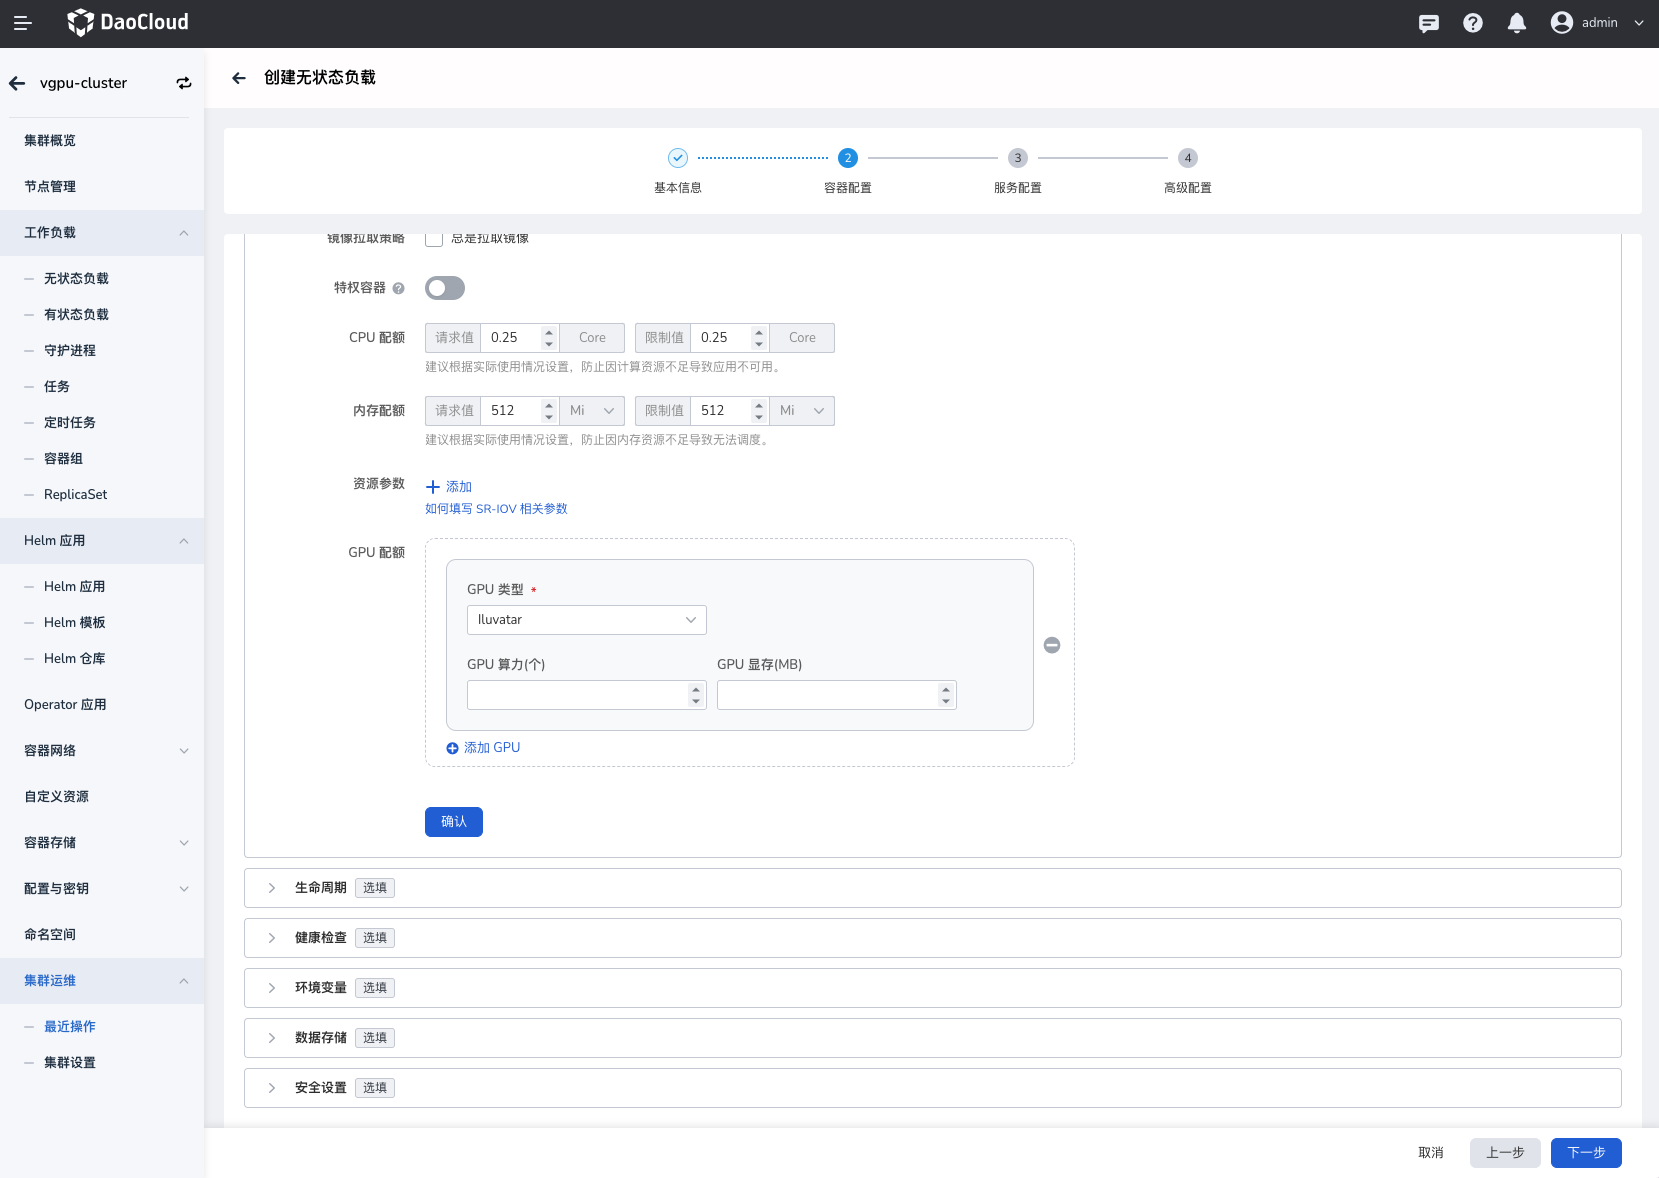 DaoCloud
admin
vgpu-cluster
集群概览
节点管理
工作负载
无状态负载
有状态负载
守护进程
任务
定时任务
容器组
ReplicaSet
Helm 应用
Helm 应用
Helm 模板
Helm 仓库
Operator 应用
容器网络
自定义资源
容器存储
配置与密钥
命名空间
集群运维
最近操作
集群设置
创建无状态负载
2 3 4
基本信息 容器配置 服务配置 高级配置
镜像拉取策略 总是拉取镜像
特权容器 ?
CPU 配额 请求值 0.25 Core 限制值 0.25 Core
建议根据实际使用情况设置，防止因计算资源不足导致应用不可用。
内存配额 请求值 512 Mi 限制值 512 Mi
建议根据实际使用情况设置，防止因内存资源不足导致无法调度。
资源参数 添加
如何填写 SR-IOV 相关参数
GPU 配额
GPU 类型 *
Iluvatar
GPU 算力(个) GPU 显存(MB)
添加 GPU
确认
生命周期 选填
健康检查 选填
环境变量 选填
数据存储 选填
安全设置 选填
取消 上一步 下一步